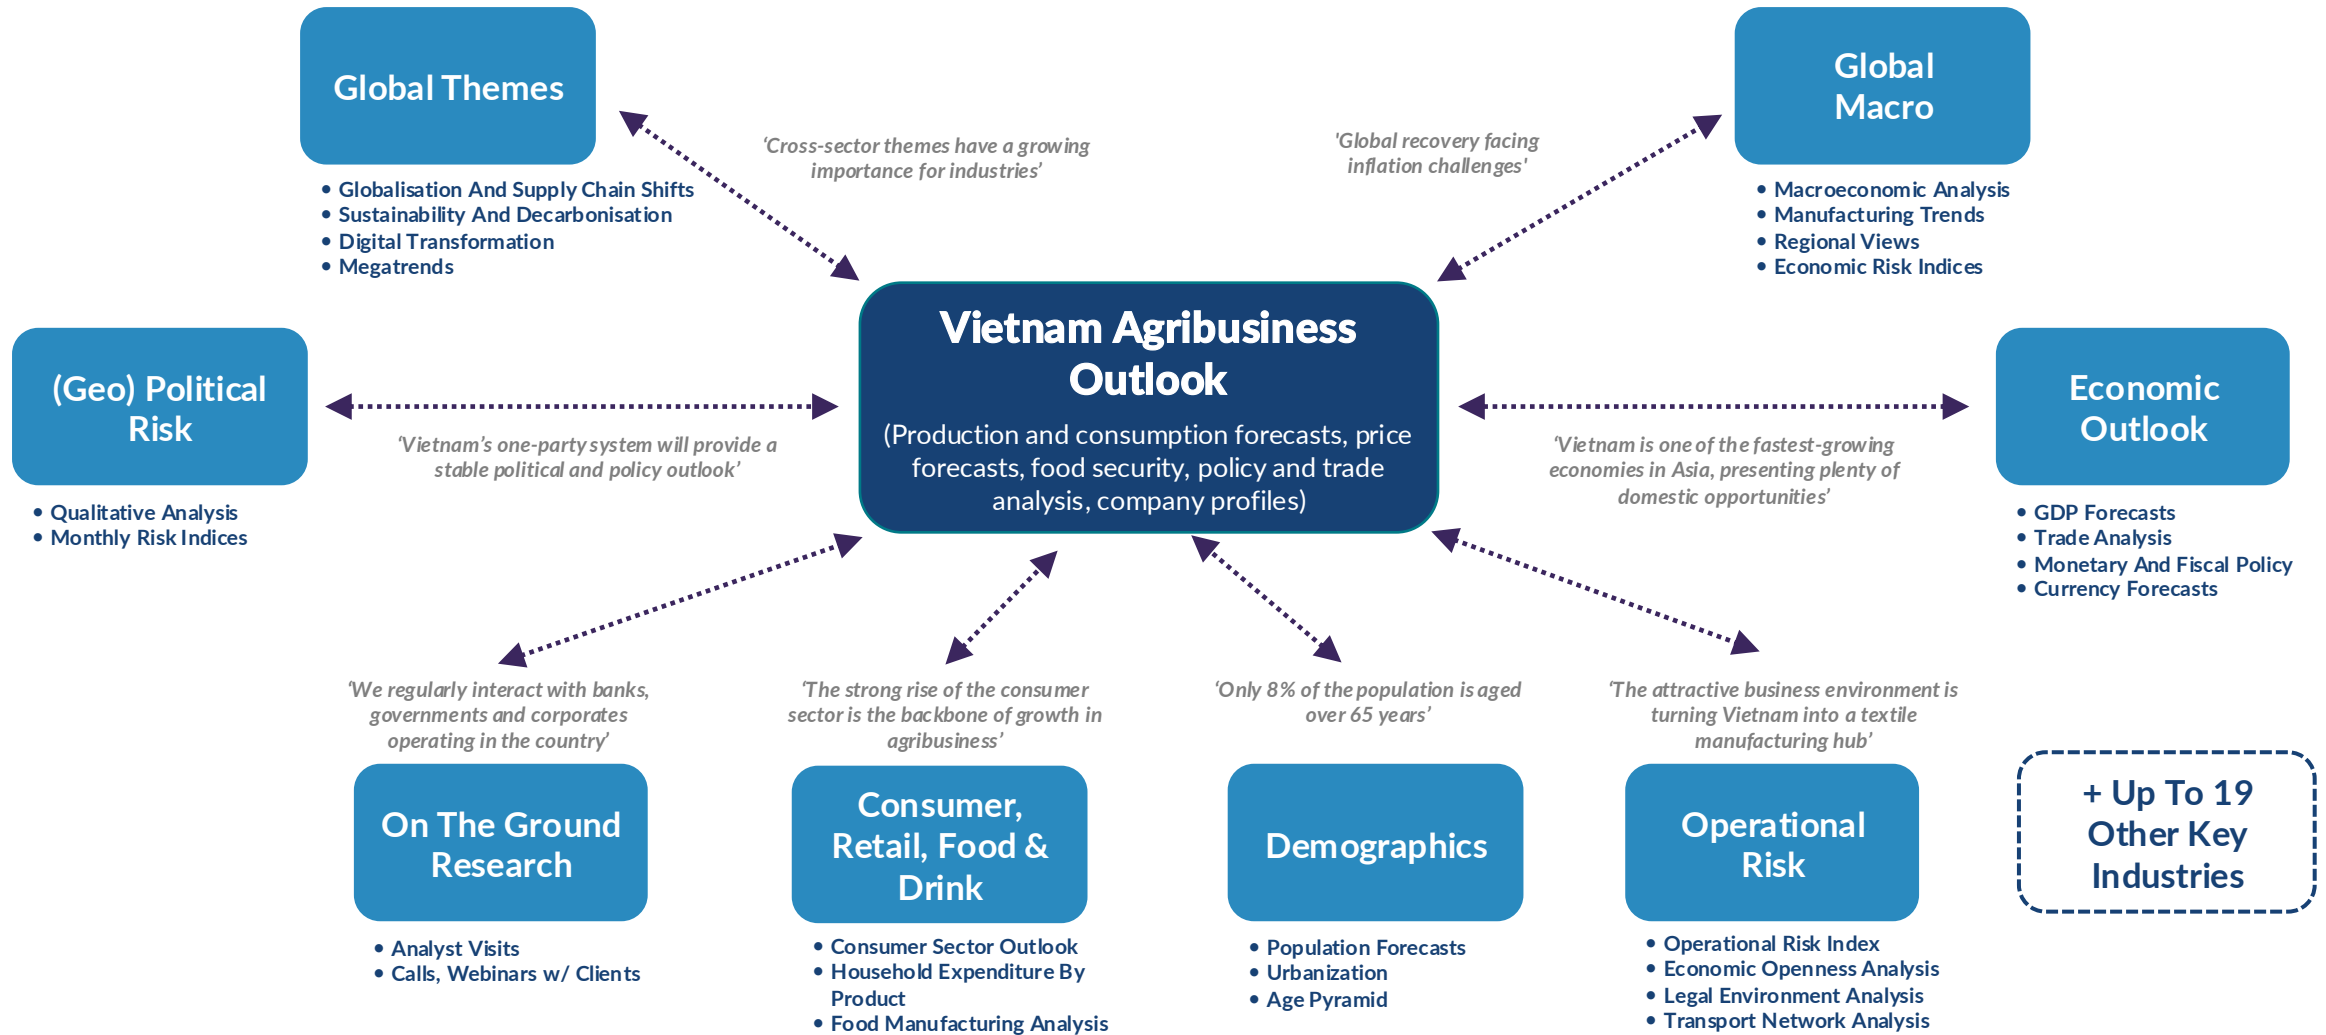 Global Themes
• Globalisation And Supply Chain Shifts
• Sustainability And Decarbonisation
• Digital Transformation
• Megatrends
‘Cross-sector themes have a growing
importance for industries’
'Global recovery facing
inflation challenges'
Global
Macro
• Macroeconomic Analysis
• Manufacturing Trends
• Regional Views
• Economic Risk Indices
(Geo) Political
Risk
• Qualitative Analysis
• Monthly Risk Indices
‘Vietnam’s one-party system will provide a
stable political and policy outlook’
Vietnam Agribusiness
Outlook
(Production and consumption forecasts, price
forecasts, food security, policy and trade
analysis, company profiles)
‘Vietnam is one of the fastest-growing
economies in Asia, presenting plenty of
domestic opportunities’
Economic
Outlook
• GDP Forecasts
• Trade Analysis
• Monetary And Fiscal Policy
• Currency Forecasts
‘We regularly interact with banks,
governments and corporates
operating in the country’
On The Ground
Research
• Analyst Visits
• Calls, Webinars w/ Clients
‘The strong rise of the consumer
sector is the backbone of growth in
agribusiness’
Consumer,
Retail, Food &
Drink
• Consumer Sector Outlook
• Household Expenditure By
Product
• Food Manufacturing Analysis
‘Only 8% of the population is aged
over 65 years’
Demographics
• Population Forecasts
• Urbanization
• Age Pyramid
‘The attractive business environment is
turning Vietnam into a textile
manufacturing hub’
Operational
Risk
• Operational Risk Index
• Economic Openness Analysis
• Legal Environment Analysis
• Transport Network Analysis
+ Up To 19
Other Key
Industries